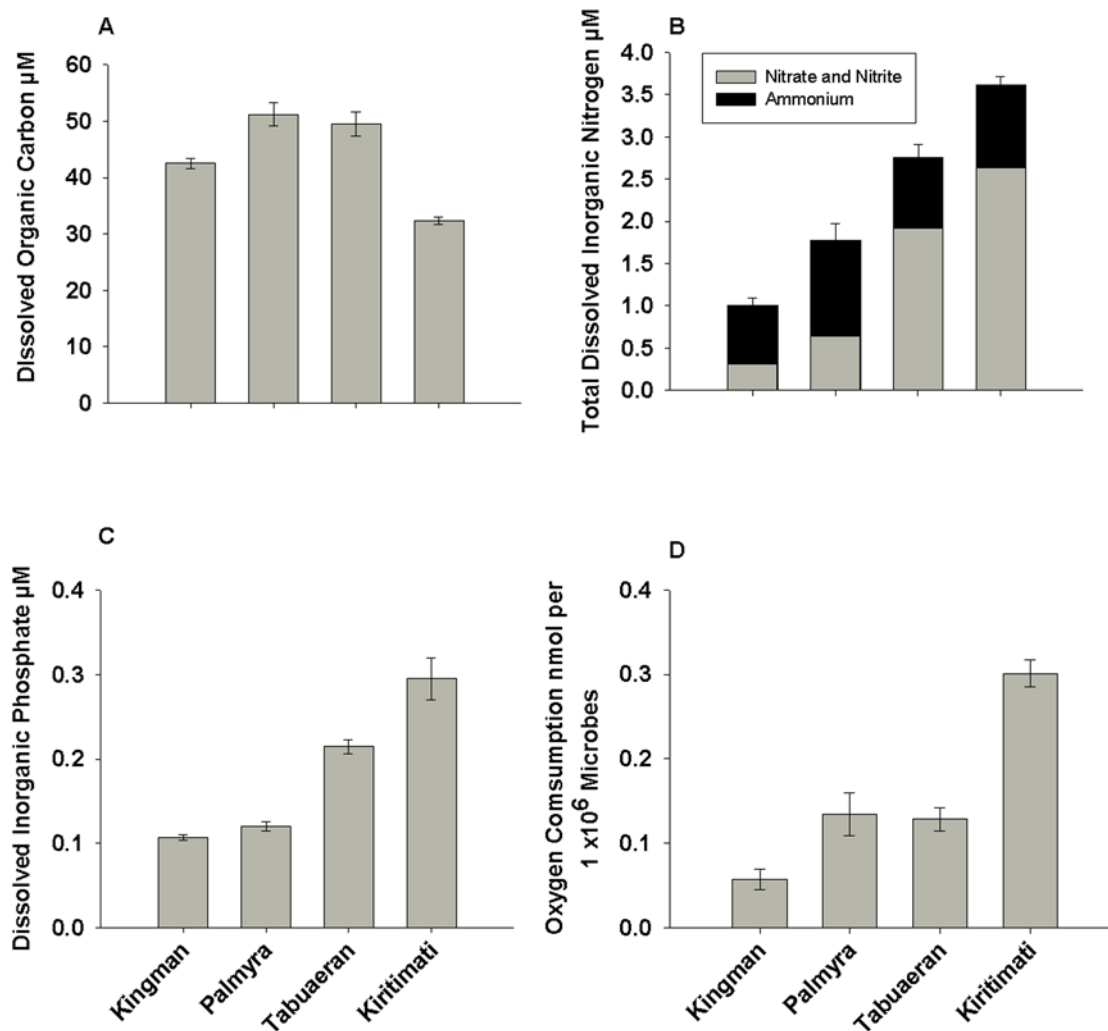 A
Dissolved Organic Carbon µM
60
50
40
30
20
10
0
B
Total Dissolved Inorganic Nitrogen µM
4.0
3.5
3.0
2.5
2.0
1.5
1.0
0.5
0.0
Nitrate and Nitrite
Ammonium
C
Dissolved Inorganic Phosphate µM
0.4
0.3
0.2
0.1
0.0
Kingman
Palmyra
Tabuaeran
Kiritimati
D
Oxygen Comsumption nmol per
1 x10⁶ Microbes
0.4
0.3
0.2
0.1
0.0
Kingman
Palmyra
Tabuaeran
Kiritimati